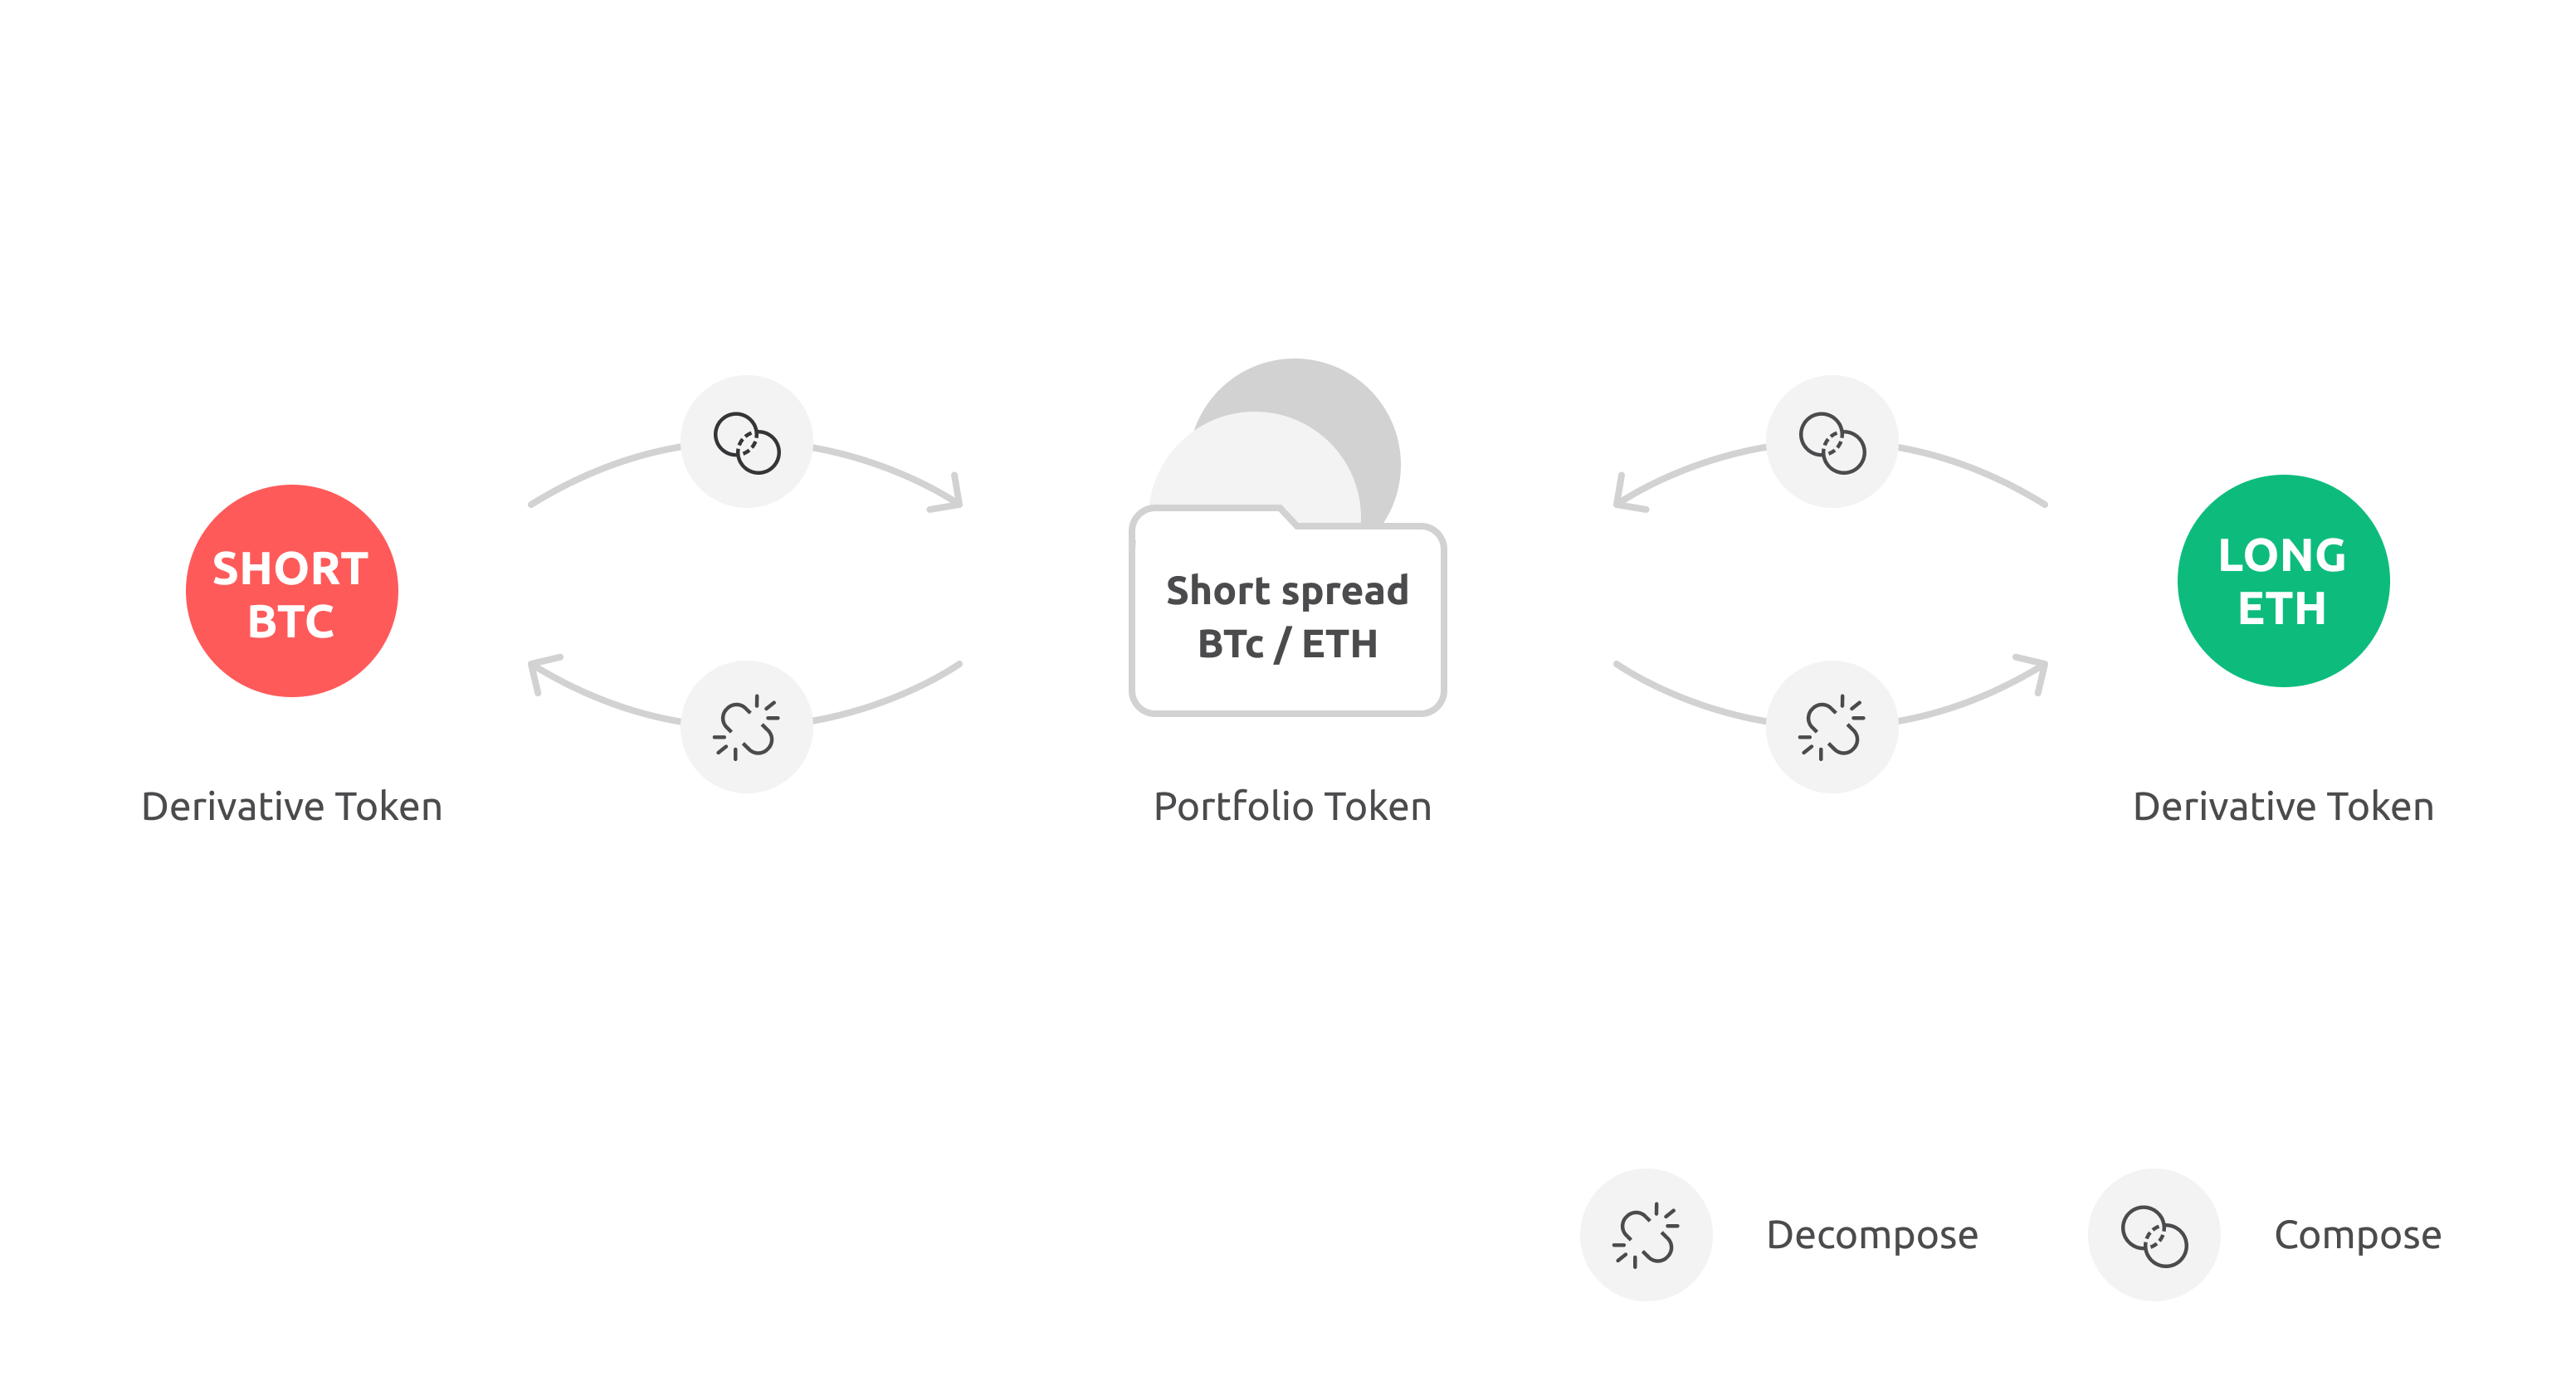 SHORT
BTC
Derivative Token
Short spread
BTc / ETH
Portfolio Token
LONG
ETH
Derivative Token
Decompose
Compose